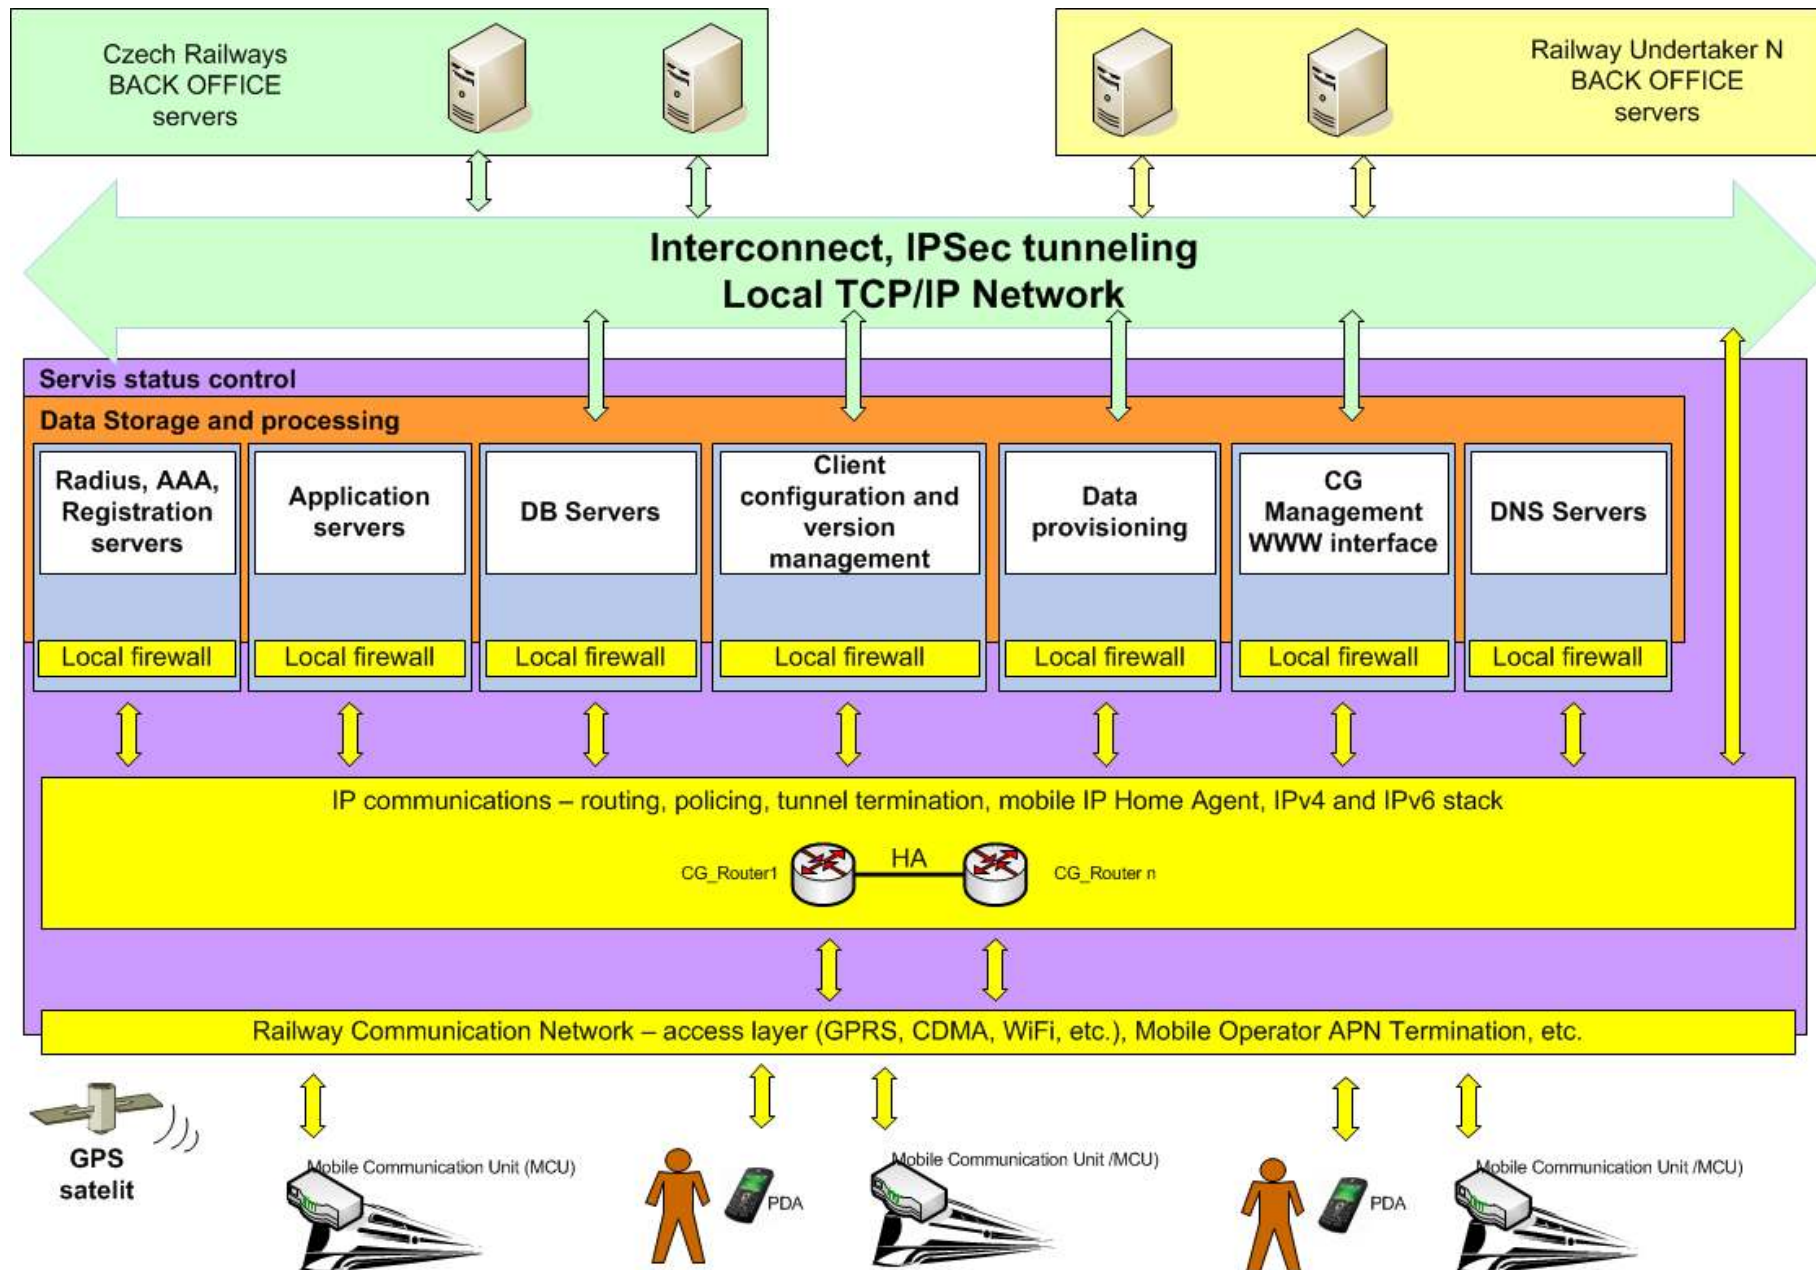 Czech Railways
BACK OFFICE
servers
Railway Undertaker N
BACK OFFICE
servers
Interconnect, IPSec tunneling
Local TCP/IP Network
Servis status control
Data Storage and processing
Radius, AAA,
Registration
servers
Application
servers
DB Servers
Client
configuration and
version
management
Data
provisioning
CG
Management
WWW interface
DNS Servers
Local firewall
Local firewall
Local firewall
Local firewall
Local firewall
Local firewall
Local firewall
IP communications – routing, policing, tunnel termination, mobile IP Home Agent, IPv4 and IPv6 stack
CG_Router1
HA
CG_Router n
Railway Communication Network – access layer (GPRS, CDMA, WiFi, etc.), Mobile Operator APN Termination, etc.
GPS
satelit
Mobile Communication Unit (MCU)
PDA
Mobile Communication Unit /MCU)
PDA
Mobile Communication Unit /MCU)